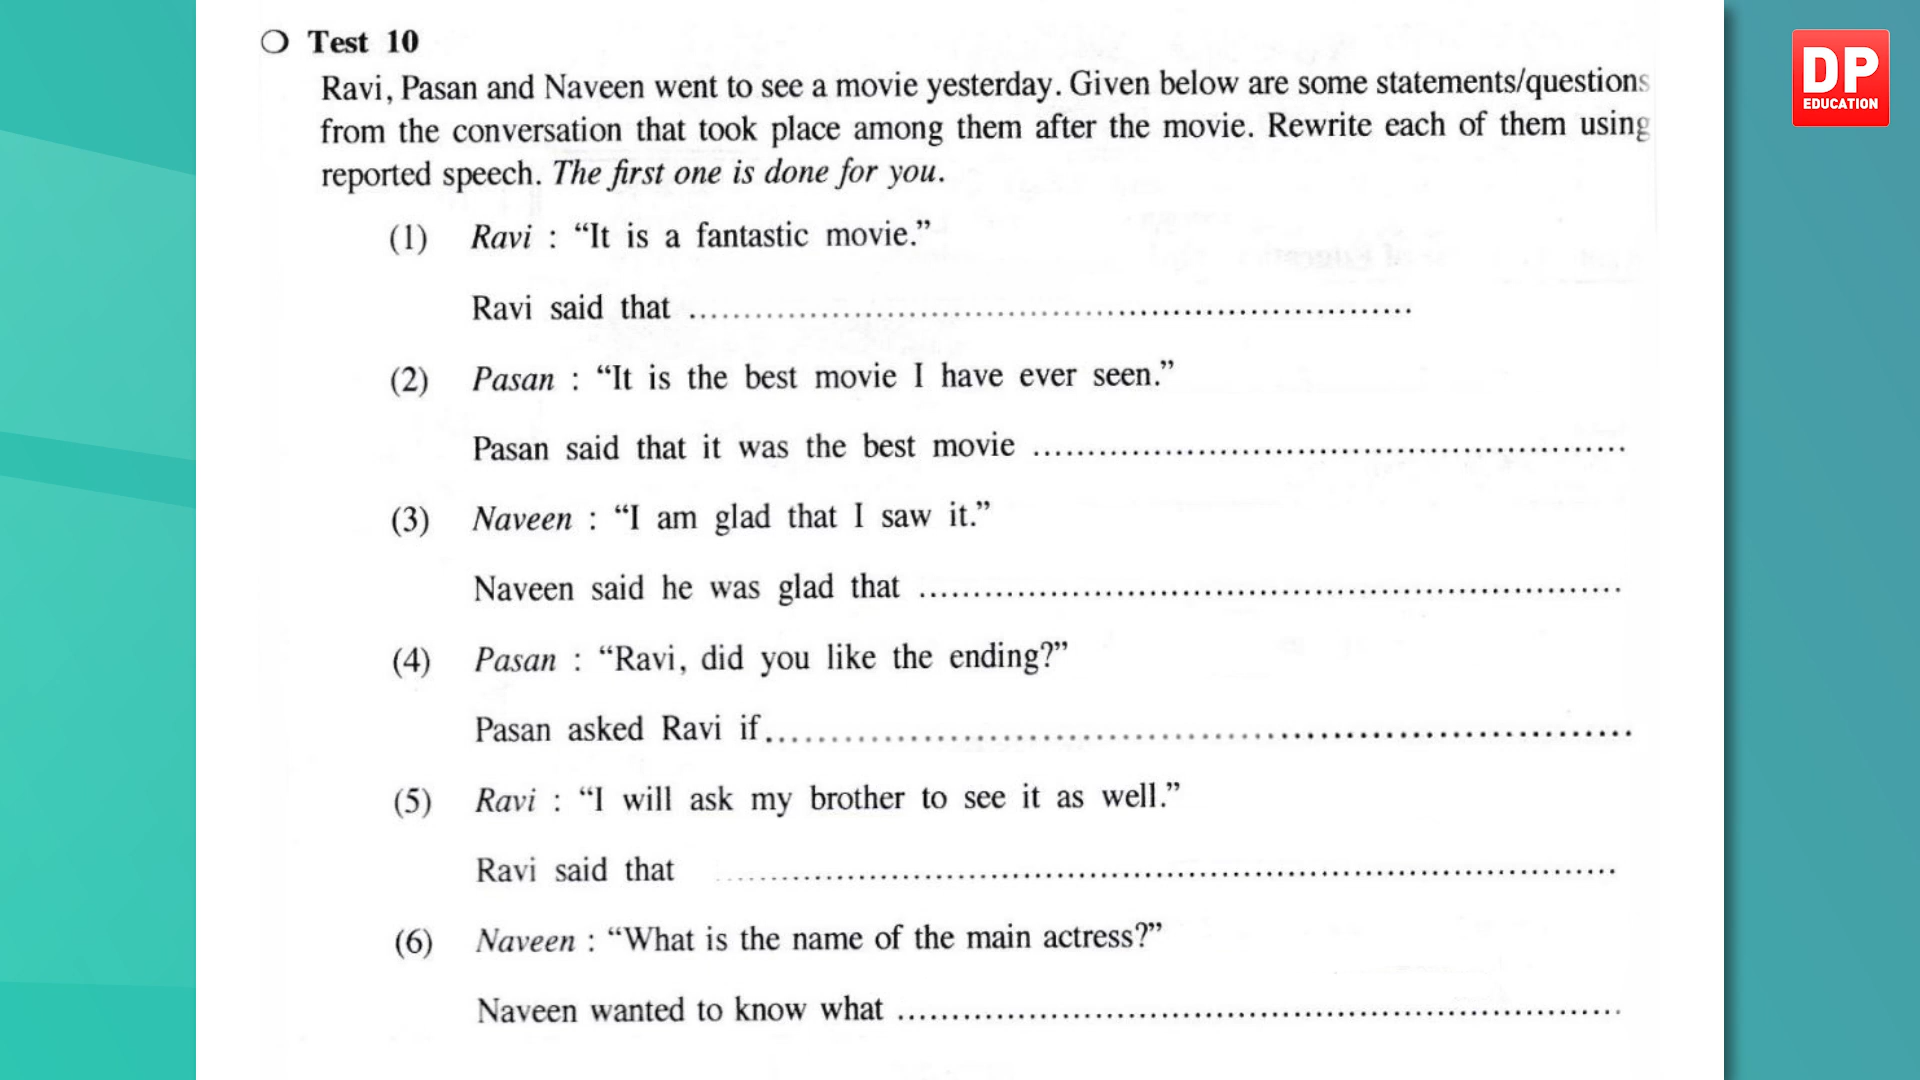 Test 10
Ravi, Pasan and Naveen went to see a movie yesterday. Given below are some statements/questions
from the conversation that took place among them after the movie. Rewrite each of them using
reported speech. The first one is done for you.
(1) Ravi : “It is a fantastic movie.”
Ravi said that ........................................................................
(2) Pasan : “It is the best movie I have ever seen.”
Pasan said that it was the best movie ............................................................
(3) Naveen : “I am glad that I saw it.”
Naveen said he was glad that ......................................................................
(4) Pasan : “Ravi, did you like the ending?”
Pasan asked Ravi if......................................................................................
(5) Ravi : “I will ask my brother to see it as well.”
Ravi said that ..........................................................................................
(6) Naveen : “What is the name of the main actress?”
Naveen wanted to know what ........................................................................
DP
EDUCATION